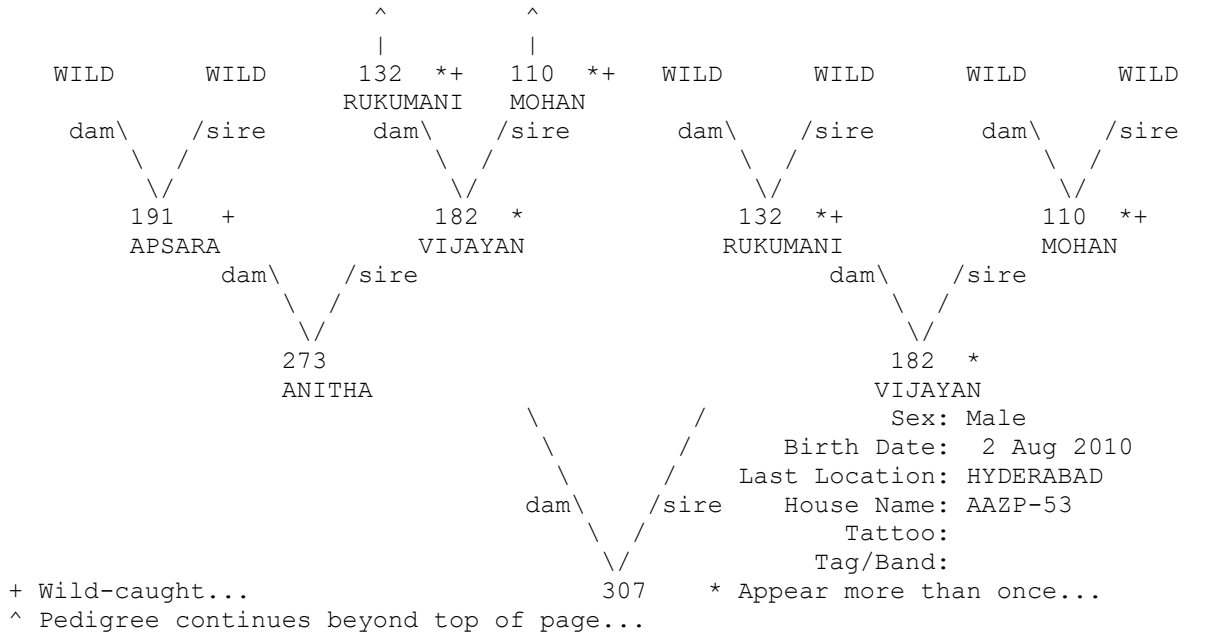 ^ ^
| |
WILD WILD 132 *+ 110 *+ WILD WILD WILD WILD
RUKUMANI MOHAN
dam\ /sire dam\ /sire dam\ /sire dam\ /sire
\ / \ / \ / \ /
\/ \/ \/ \/
191 + 182 * 132 *+ 110 *+
APSARA VIJAYAN RUKUMANI MOHAN
dam\ /sire dam\ /sire
\ / \ /
\/ \/
273 182 *
ANITHA VIJAYAN
\ / Sex: Male
\ / Birth Date: 2 Aug 2010
\ / Last Location: HYDERABAD
dam\ /sire House Name: AAZP-53
\ / Tattoo:
\/ Tag/Band:
+ Wild-caught... 307 * Appear more than once...
^ Pedigree continues beyond top of page...